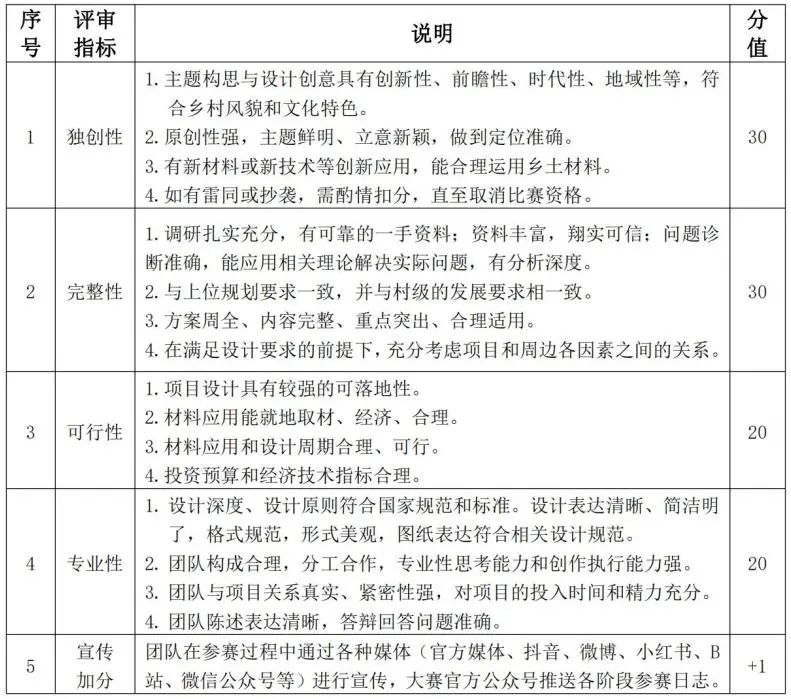 序号 评审指标 说明 分值
1 独创性 30
1. 主题构思与设计创意具有创新性、前瞻性、时代性、地域性等，符
合乡村风貌和文化特色。
2. 原创性强，主题鲜明、立意新颖，做到定位准确。
3. 有新材料或新技术等创新应用，能合理运用乡土材料。
4. 如有雷同或抄袭，需酌情扣分，直至取消比赛资格。
2 完整性 30
1. 调研扎实充分，有可靠的一手资料；资料丰富，翔实可信；问题诊
断准确，能应用相关理论解决实际问题，有分析深度。
2. 与上位规划要求一致，并与村级的发展要求相一致。
3. 方案周全、内容完整、重点突出、合理适用。
4. 在满足设计要求的前提下，充分考虑项目和周边各因素之间的关系。
3 可行性 20
1. 项目设计具有较强的可落地性。
2. 材料应用能就地取材、经济、合理。
3. 材料应用和设计周期合理、可行。
4. 投资预算和经济技术指标合理。
4 专业性 20
1. 设计深度、设计原则符合国家规范和标准。设计表达清晰、简洁明
了，格式规范，形式美观，图纸表达符合相关设计规范。
2. 团队构成合理，分工合作，专业性思考能力和创作执行能力强。
3. 团队与项目关系真实、紧密性强，对项目的投入时间和精力充分。
4. 团队陈述表达清晰，答辩回答问题准确。
5 宣传加分 +1
团队在参赛过程中通过各种媒体（官方媒体、抖音、微博、小红书、B
站、微信公众号等）进行宣传，大赛官方公众号推送各阶段参赛日志。